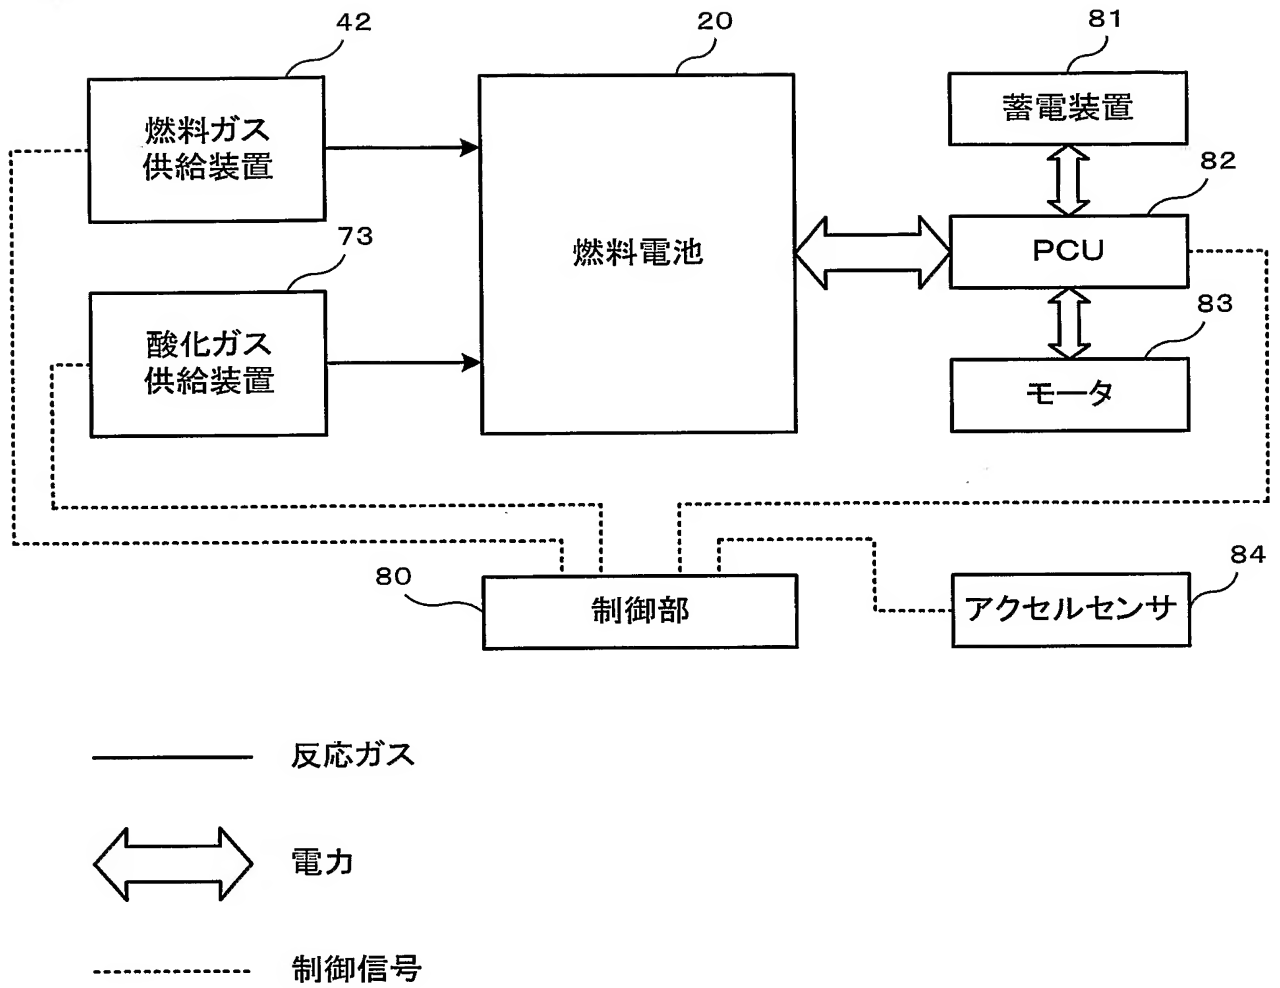 42
20
81
燃料ガス
供給装置
燃料電池
蓄電装置
82
PCU
73
酸化ガス
供給装置
83
モータ
80
制御部
84
アクセルセンサ
反応ガス
電力
制御信号